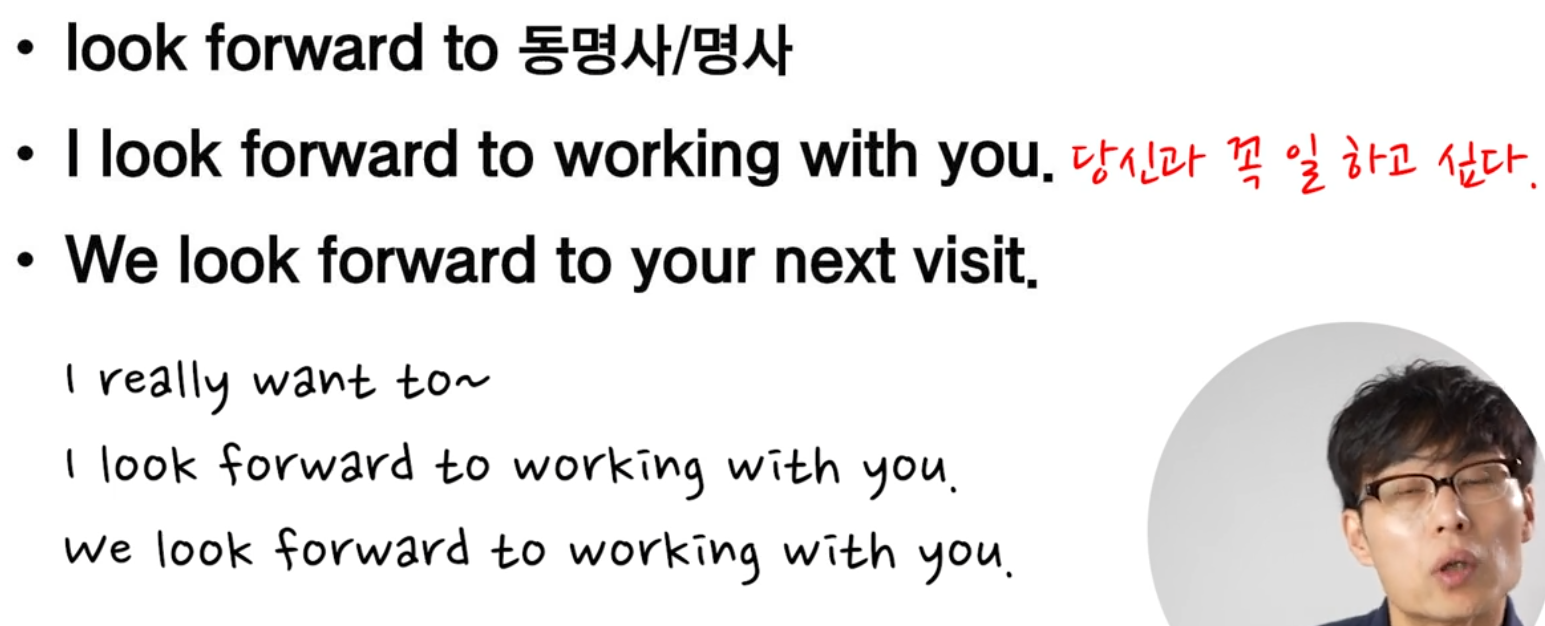 • look forward to 동명사/명사
• I look forward to working with you. 당신과 꼭 일 하고 싶다.
• We look forward to your next visit.
I really want to~
I look forward to working with you.
We look forward to working with you.